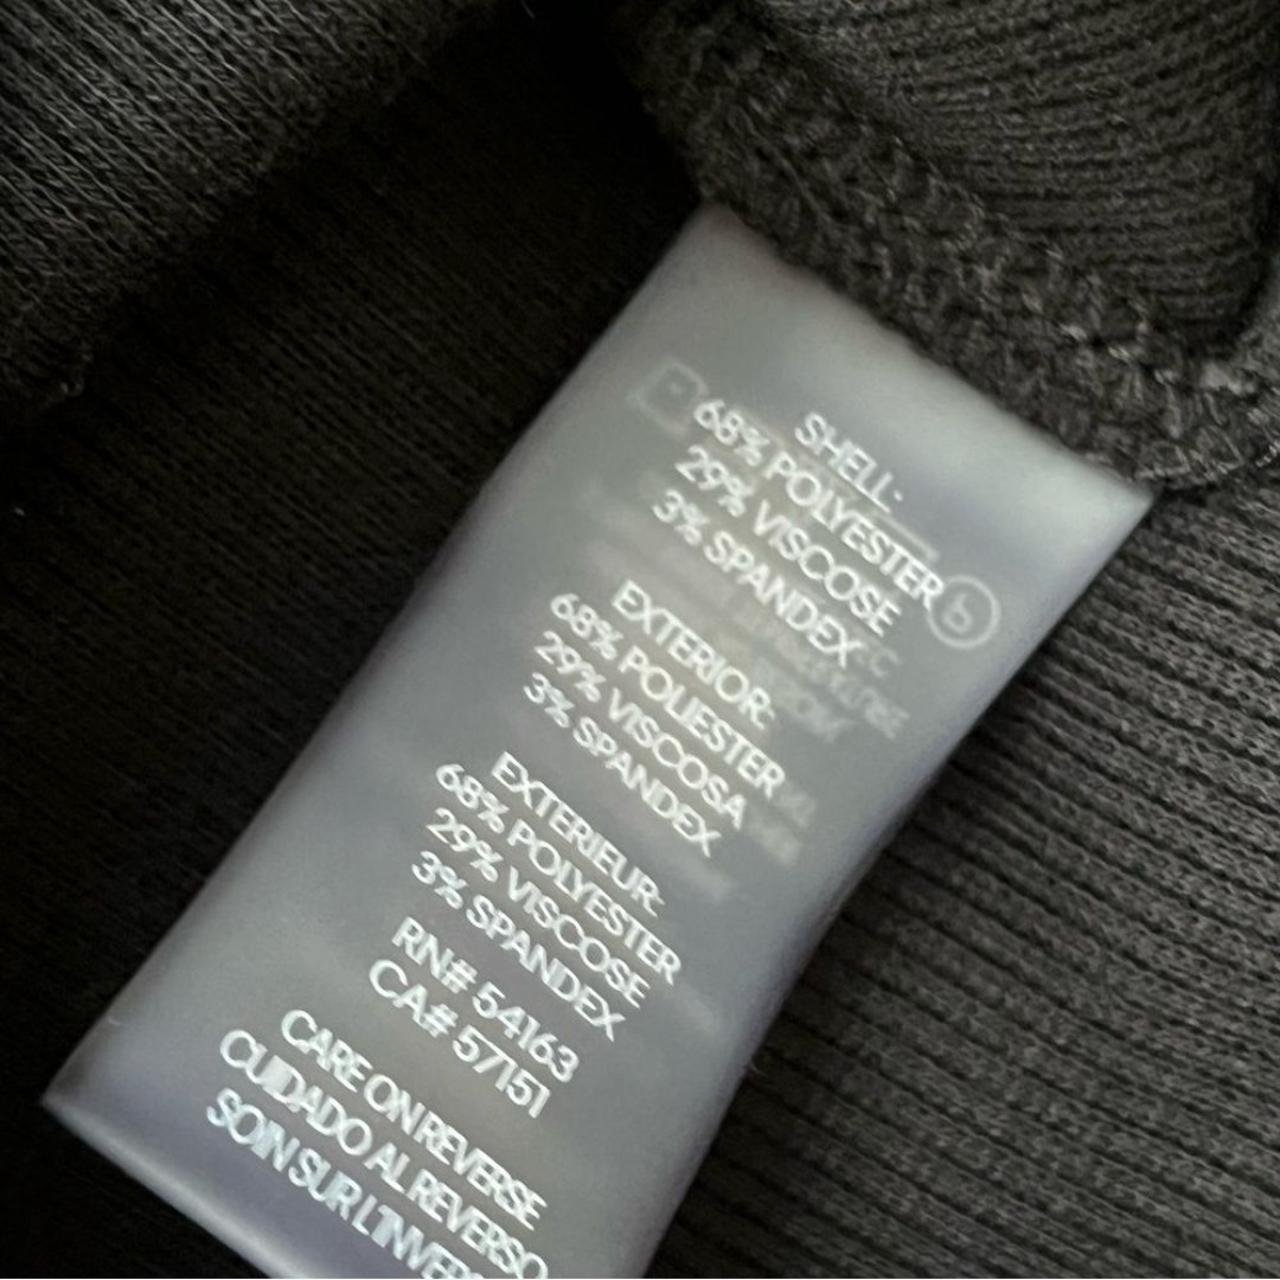 SHELL:
68% POLYESTER
29% VISCOSE
3% SPANDEX
EXTERIOR:
68% POLIESTER
29% VISCOSA
3% SPANDEX
EXTERIEUR:
68% POLYESTER
29% VISCOSE
3% SPANDEX
RN# 54163
CA# 57151
CARE ON REVERSE
CUIDADO AL REVERSO
SOIN SUR
b